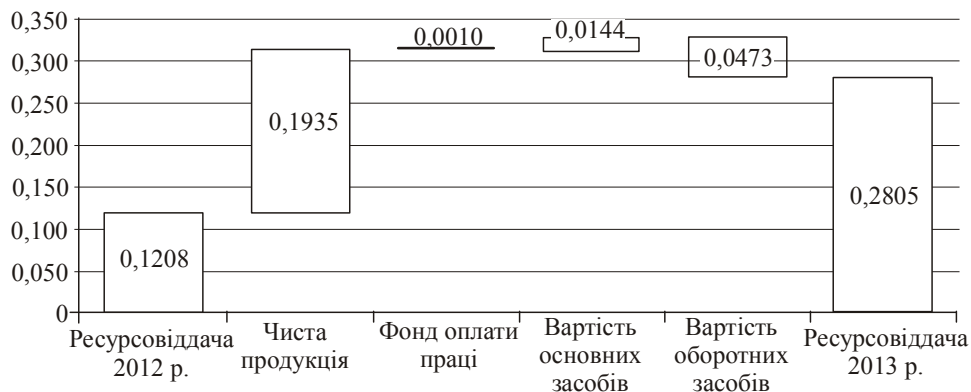 0,350
0,300
0,250
0,200
0,150
0,100
0,050
0
0,1208
0,1935
0,0010
0,0144
0,0473
0,2805
Ресурсовіддача
2012 р.
Чиста
продукція
Фонд оплати
праці
Вартість
основних
засобів
Вартість
оборотних
засобів
Ресурсовіддача
2013 р.